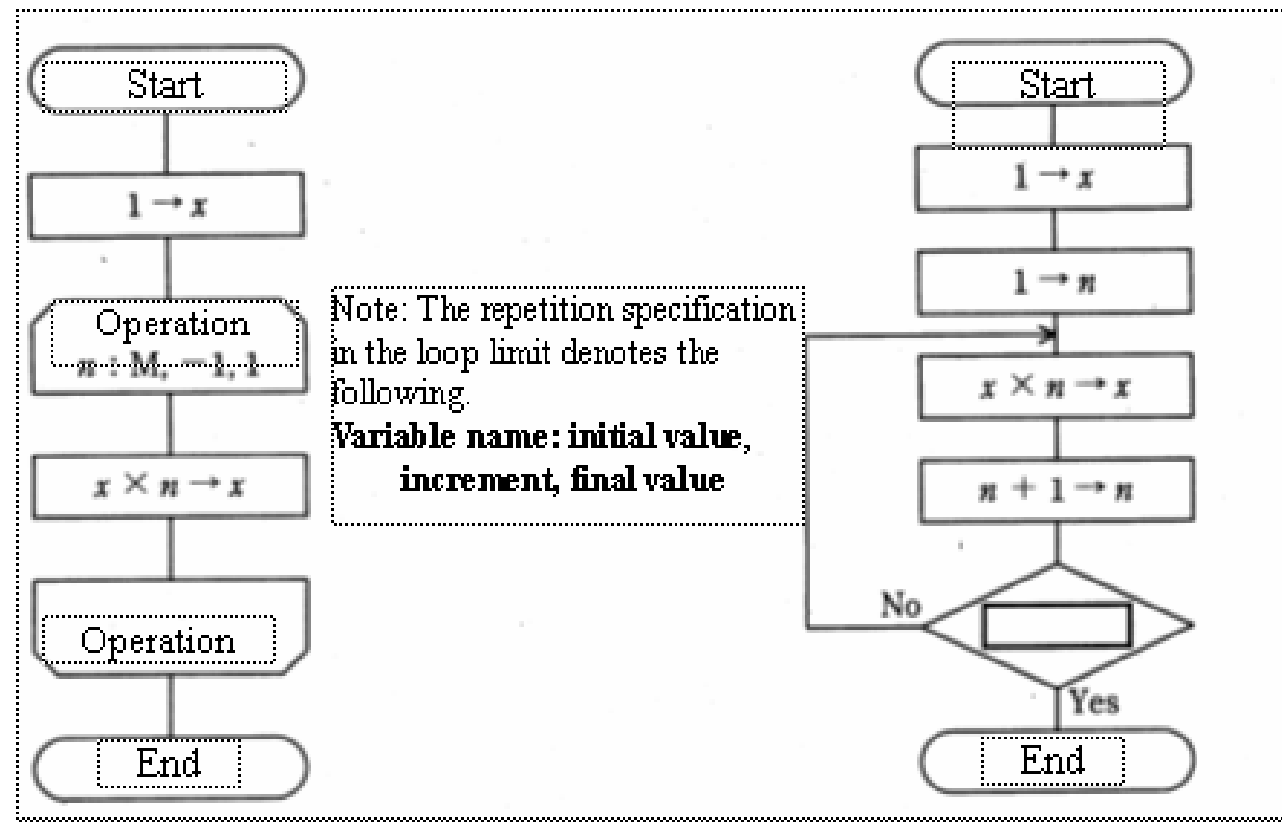 Start
1 → x
Operation
n : M, −1, 1
x × n → x
Operation
End
Note: The repetition specification
in the loop limit denotes the
following.
Variable name: initial value,
increment, final value
Start
1 → x
1 → n
x × n → x
n + 1 → n
No
Yes
End